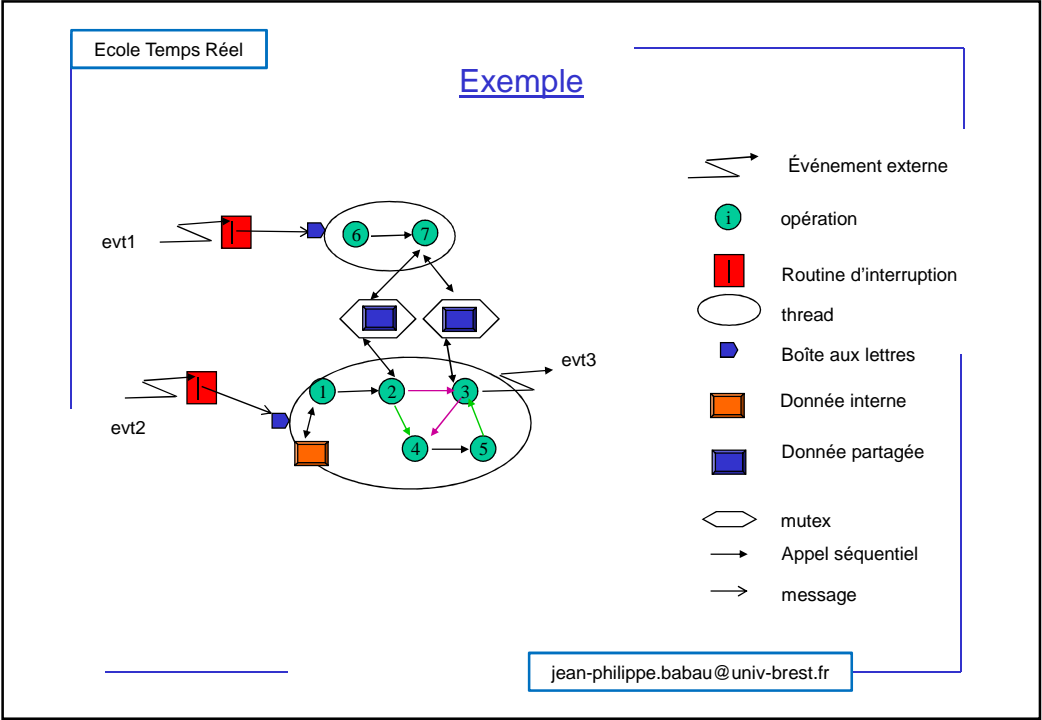 Ecole Temps Réel
Exemple
Événement externe
i
opération
Routine d'interruption
thread
Boîte aux lettres
Donnée interne
Donnée partagée
mutex
Appel séquentiel
message
evt1
6
7
evt2
1
2
3
evt3
4
5
jean-philippe.babau@univ-brest.fr